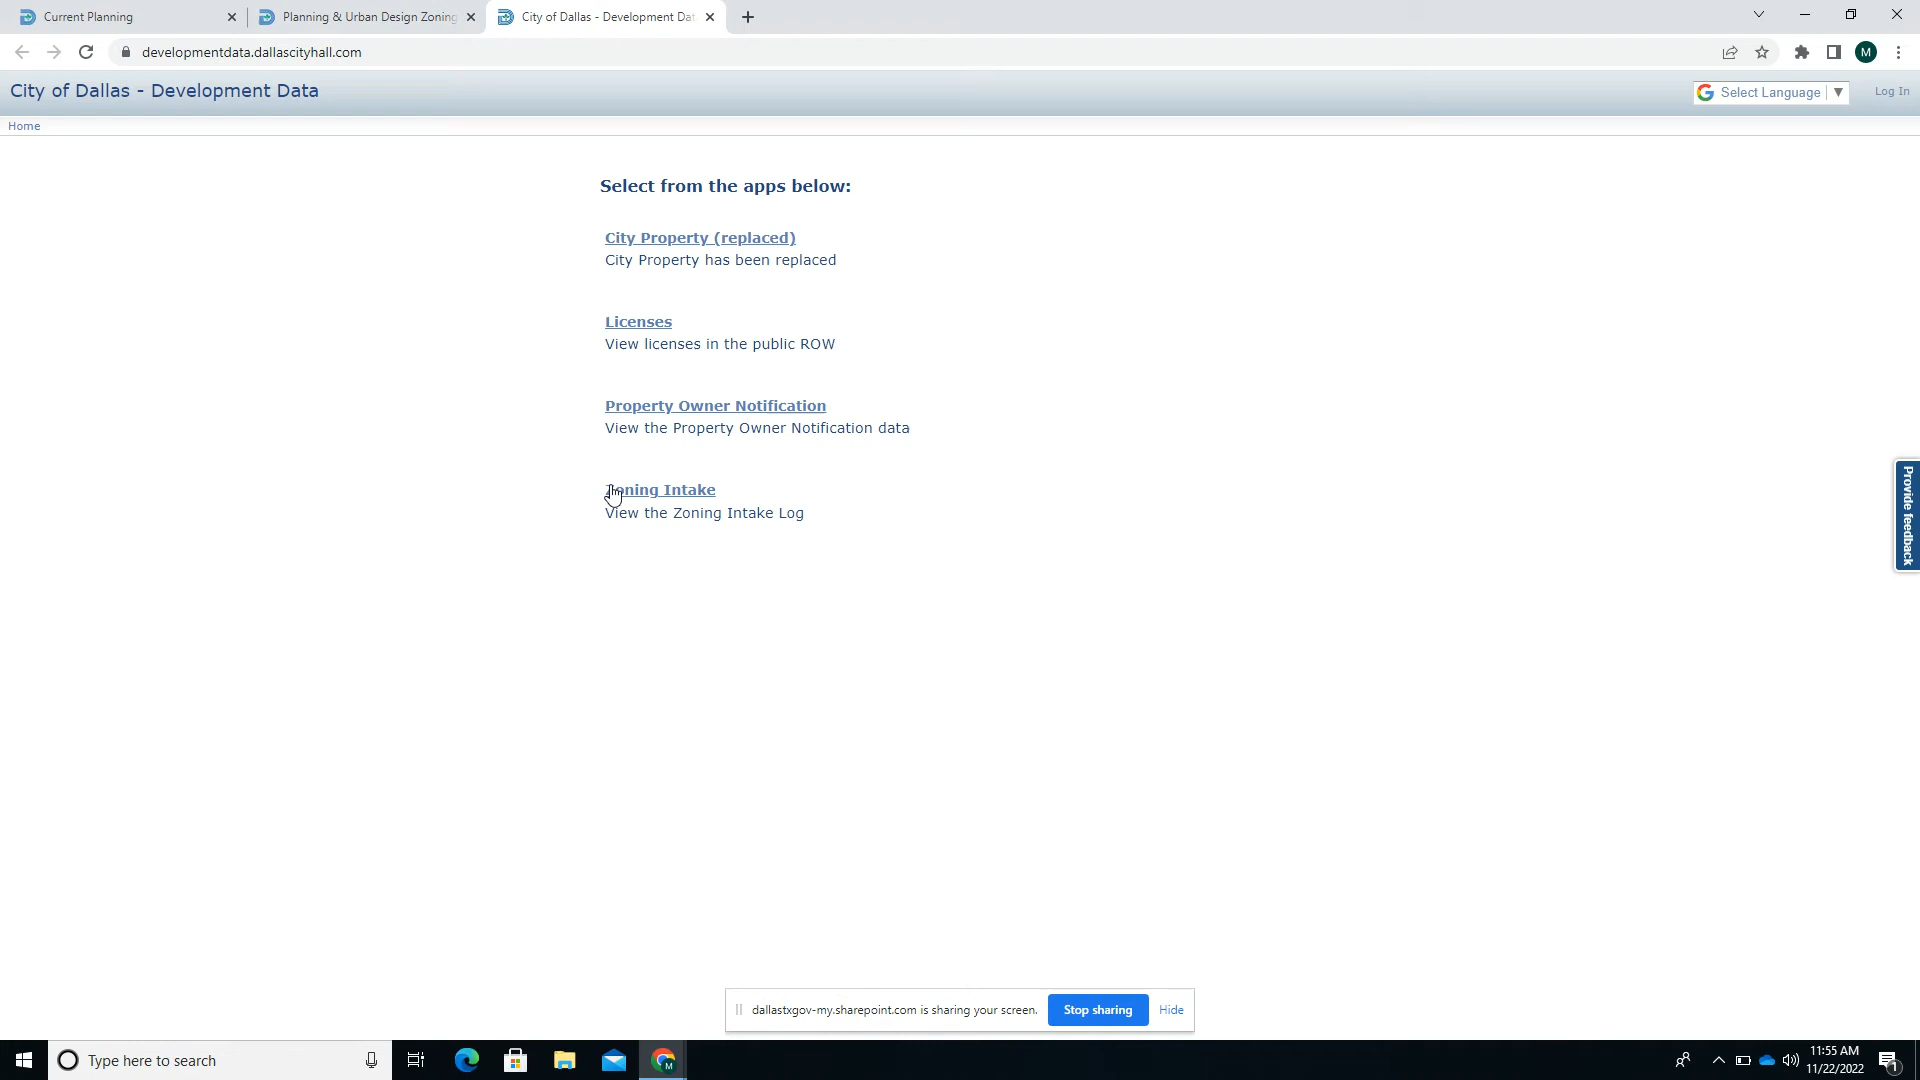 Current Planning
Planning & Urban Design Zoning
City of Dallas - Development Dat
developmentdata.dallascityhall.com
M
City of Dallas - Development Data
Select Language
Log In
Home
Select from the apps below:
City Property (replaced)
City Property has been replaced
Licenses
View licenses in the public ROW
Property Owner Notification
View the Property Owner Notification data
Zoning Intake
View the Zoning Intake Log
Provide feedback
dallastxgov-my.sharepoint.com is sharing your screen.
Stop sharing
Hide
Type here to search
M
11:55 AM
11/22/2022
1